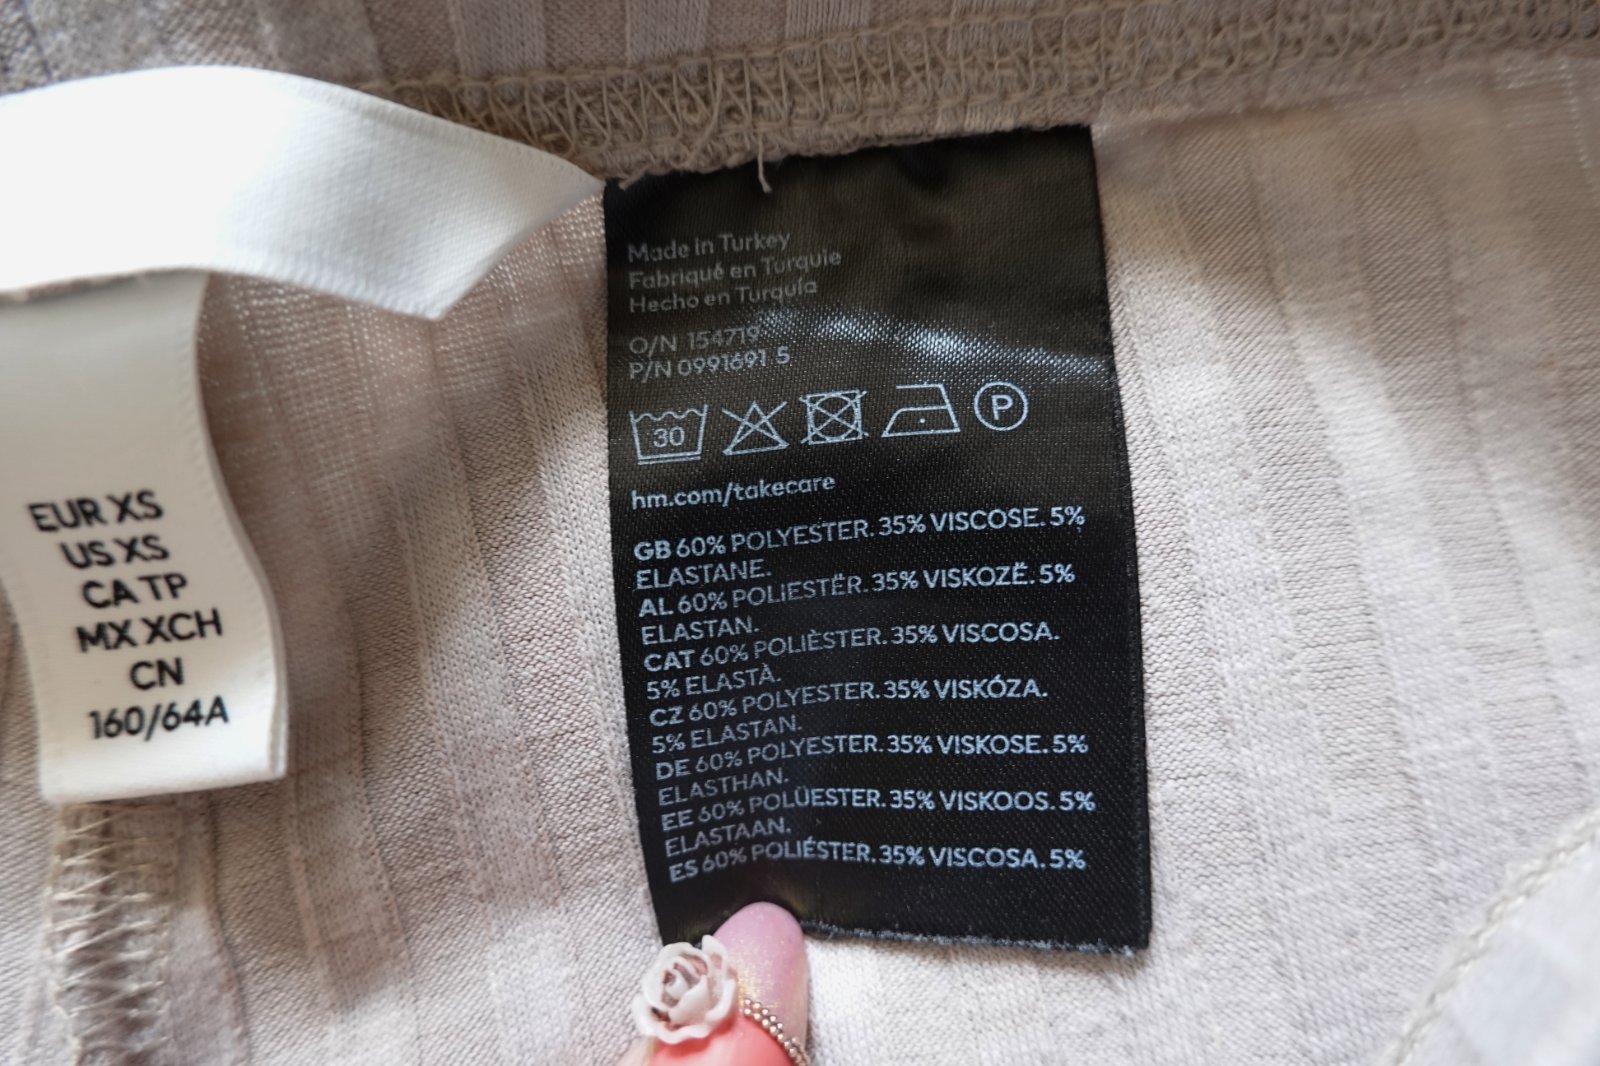 EUR XS
US XS
CA TP
MX XCH
CN
160/64A
Made in Turkey
Fabriqué en Turquie
Hecho en Turquía
O/N 154719
P/N 0991691 5
30
P
hm.com/takecare
GB 60% POLYESTER. 35% VISCOSE. 5%
ELASTANE.
AL 60% POLIESTËR. 35% VISKOZË. 5%
ELASTAN.
CAT 60% POLIÈSTER. 35% VISCOSA.
5% ELASTÀ.
CZ 60% POLYESTER. 35% VISKÓZA.
5% ELASTAN.
DE 60% POLYESTER. 35% VISKOSE. 5%
ELASTHAN.
EE 60% POLÜESTER. 35% VISKOOS. 5%
ELASTAAN.
ES 60% POLIÉSTER. 35% VISCOSA. 5%